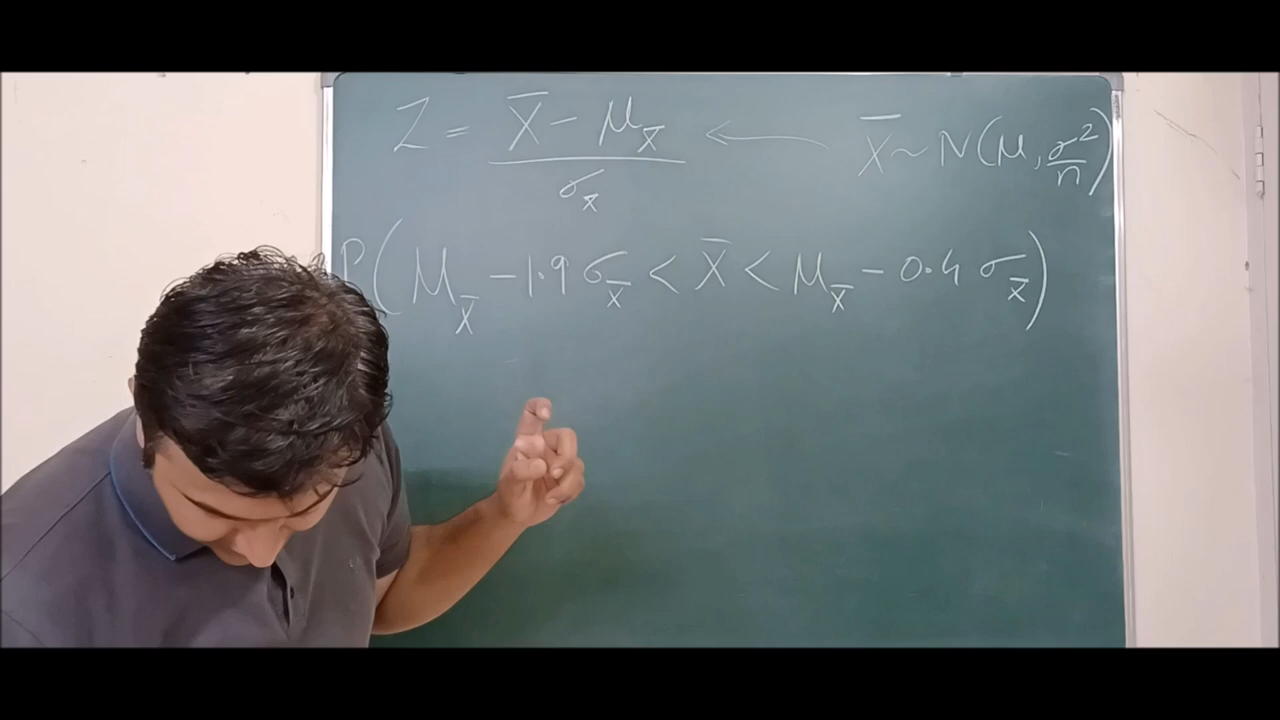 Z = X̄ - μ_X̄ / σ_X̄ ← X̄ ~ N(μ, σ²/n)
P(μ_X̄ - 1.9 σ_X̄ < X̄ < μ_X̄ - 0.4 σ_X̄)